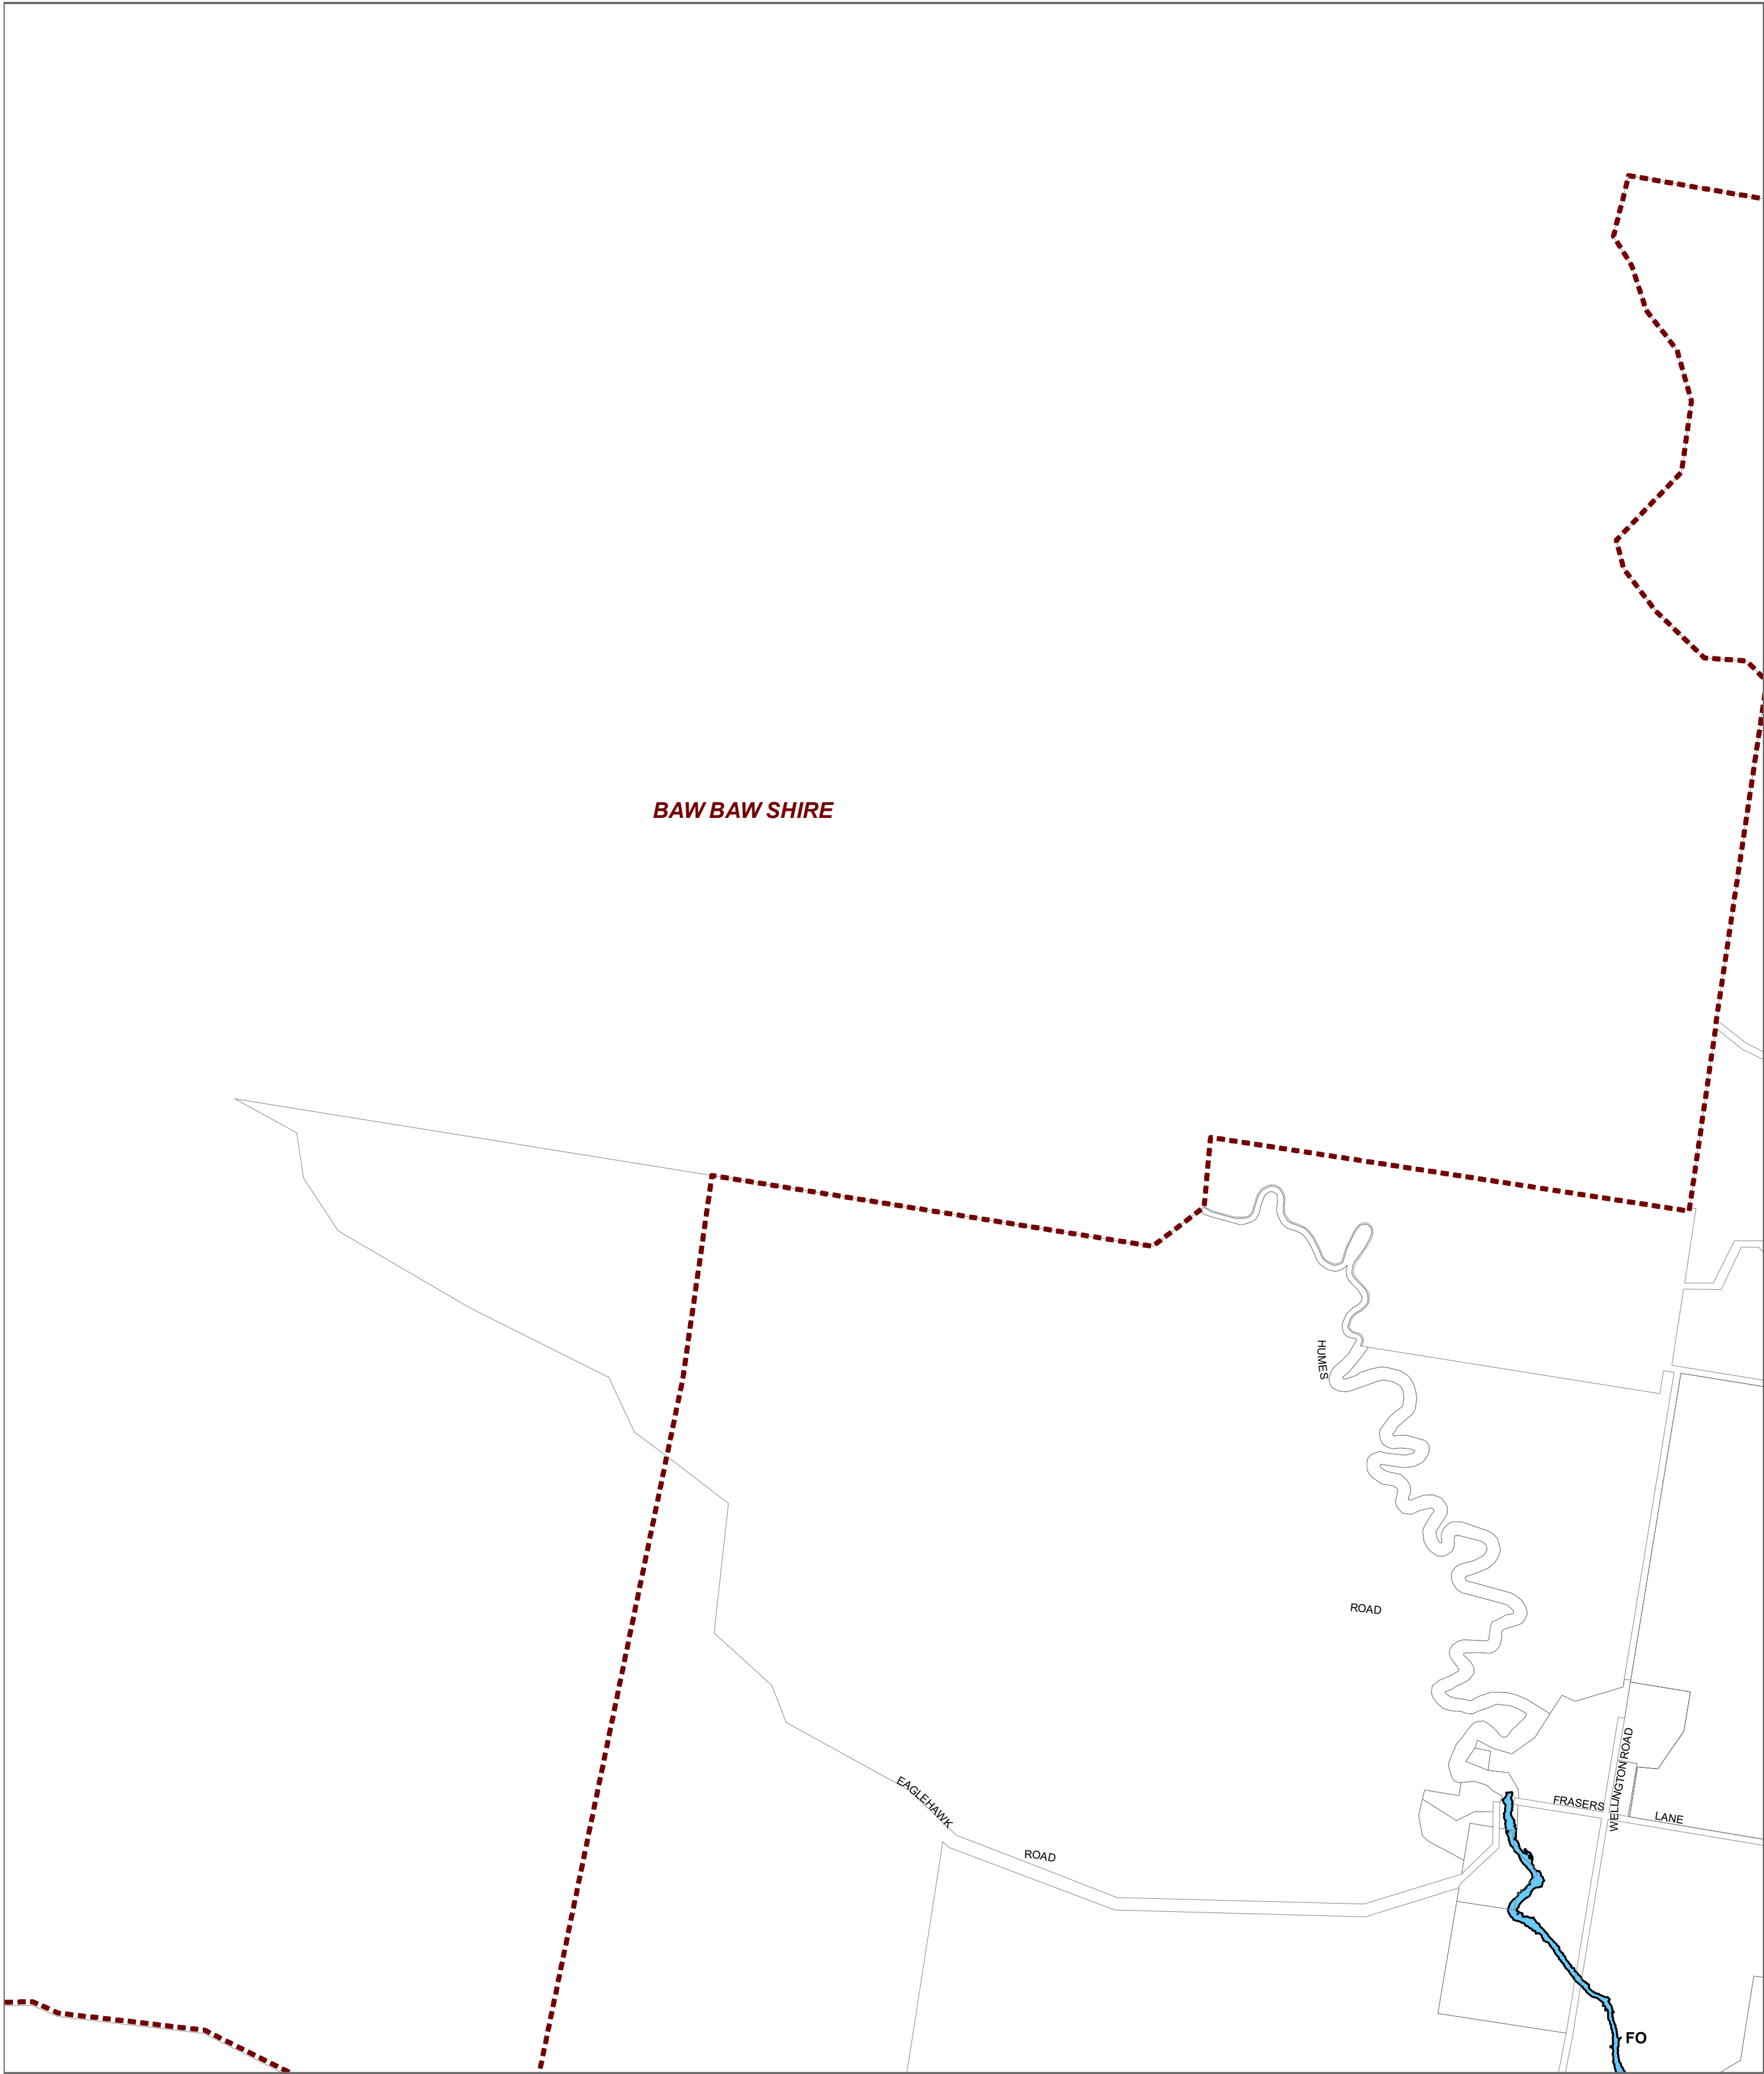 BAW BAW SHIRE
HUMES
ROAD
WELLINGTON ROAD
FRASERS
LANE
EAGLEHAWK
ROAD
FO